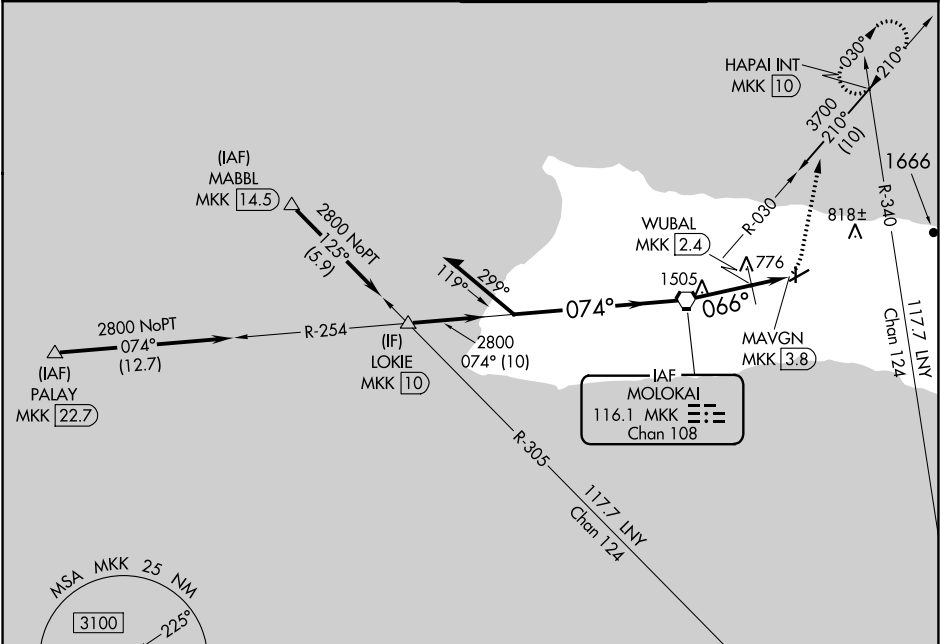 HAPAI INT
MKK 10
030°
210°
3700
210°
(10)
1666
R-340
818±
R-030
(IAF)
MABBL
MKK 14.5
2800 NoPT
125°
(5.9)
WUBAL
MKK 2.4
776
1505
299°
119°
074°
066°
2800 NoPT
074°
(12.7)
R-254
(IAF)
PALAY
MKK 22.7
(IF)
LOKIE
MKK 10
2800
074° (10)
MAVGN
MKK 3.8
117.7 LNY
Chan 124
IAF
MOLOKAI
116.1 MKK
Chan 108
R-305
117.7 LNY
Chan 124
MSA MKK 25 NM
3100
225°